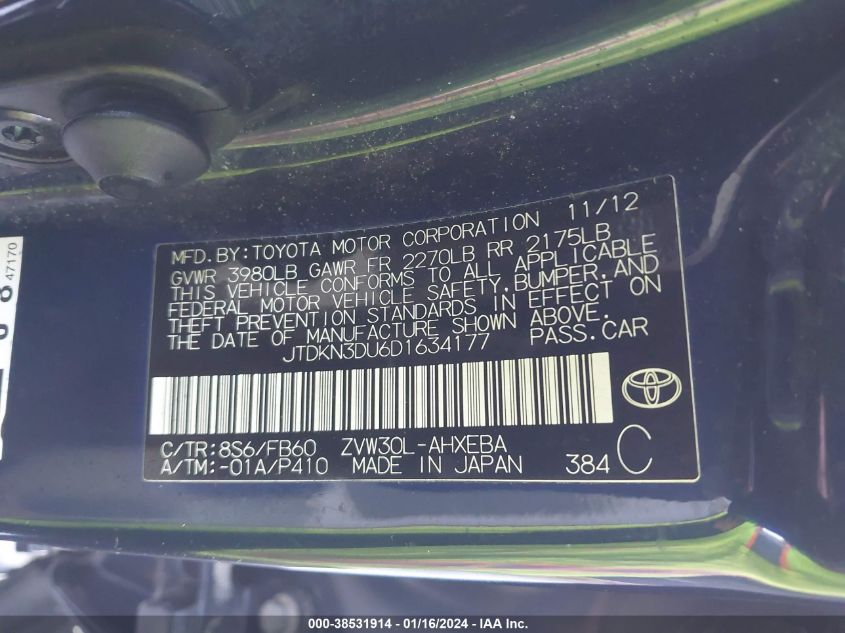 MFD. BY: TOYOTA MOTOR CORPORATION 11/12
GVWR 3980LB GAWR FR 2270LB RR 2175LB
THIS VEHICLE CONFORMS TO ALL APPLICABLE
FEDERAL MOTOR VEHICLE SAFETY, BUMPER, AND
THEFT PREVENTION STANDARDS IN EFFECT ON
THE DATE OF MANUFACTURE SHOWN ABOVE.
JTDKN3DU6D1634177 PASS. CAR
C/TR: 8S6/FB60 ZVW30L-AHXEBA
A/TM: -01A/P410 MADE IN JAPAN 384 C
47170
000-38531914 - 01/16/2024 - IAA Inc.